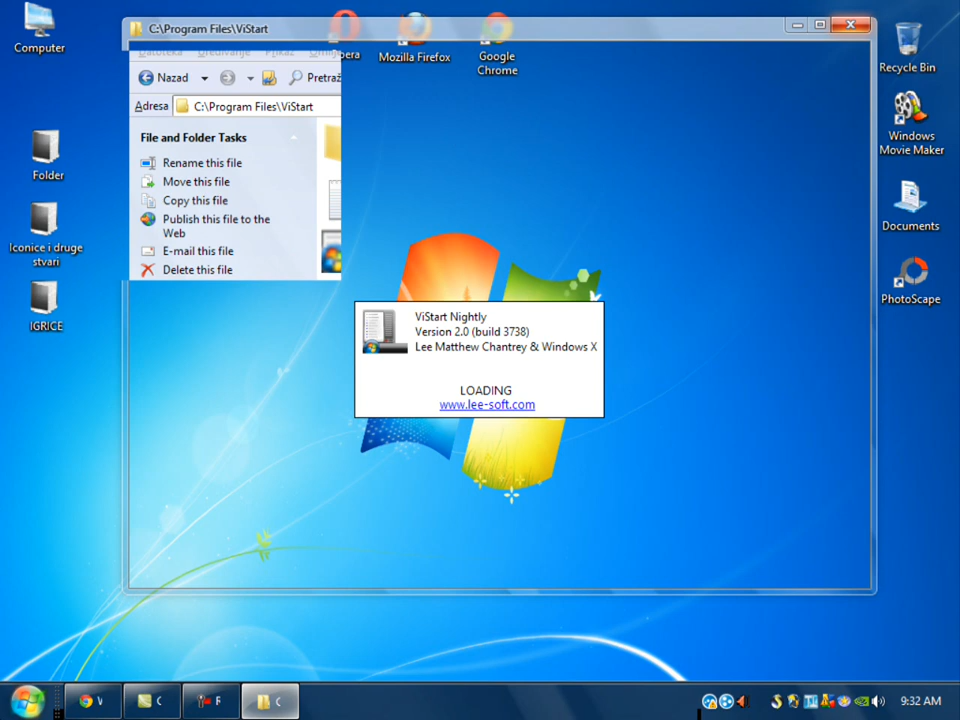 Computer
Folder
Iconice i druge
stvari
IGRICE
C:\Program Files\ViStart
Mozilla Firefox
Google
Chrome
Recycle Bin
Windows
Movie Maker
Documents
PhotoScape
Datoteka Uređivanje Prikaz
Nazad
Adresa C:\Program Files\ViStart
File and Folder Tasks
Rename this file
Move this file
Copy this file
Publish this file to the
Web
E-mail this file
Delete this file
ViStart Nightly
Version 2.0 (build 3738)
Lee Matthew Chantrey & Windows X
LOADING
www.lee-soft.com
9:32 AM